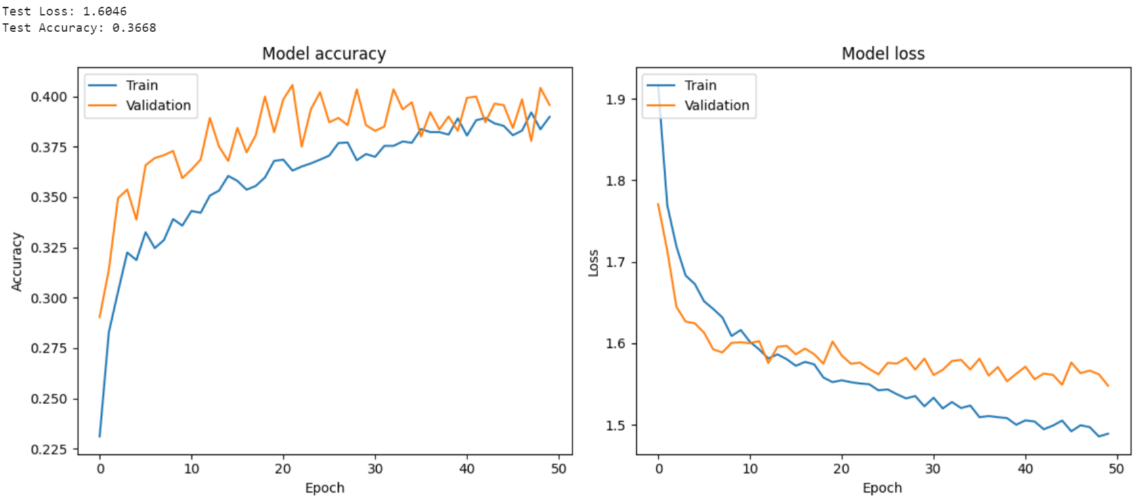 Test Loss: 1.6046
Test Accuracy: 0.3668
Model accuracy
Train
Validation
0.400
0.375
0.350
0.325
0.300
0.275
0.250
0.225
Accuracy
0 10 20 30 40 50
Epoch
Model loss
Train
Validation
1.9
1.8
1.7
1.6
1.5
Loss
0 10 20 30 40 50
Epoch